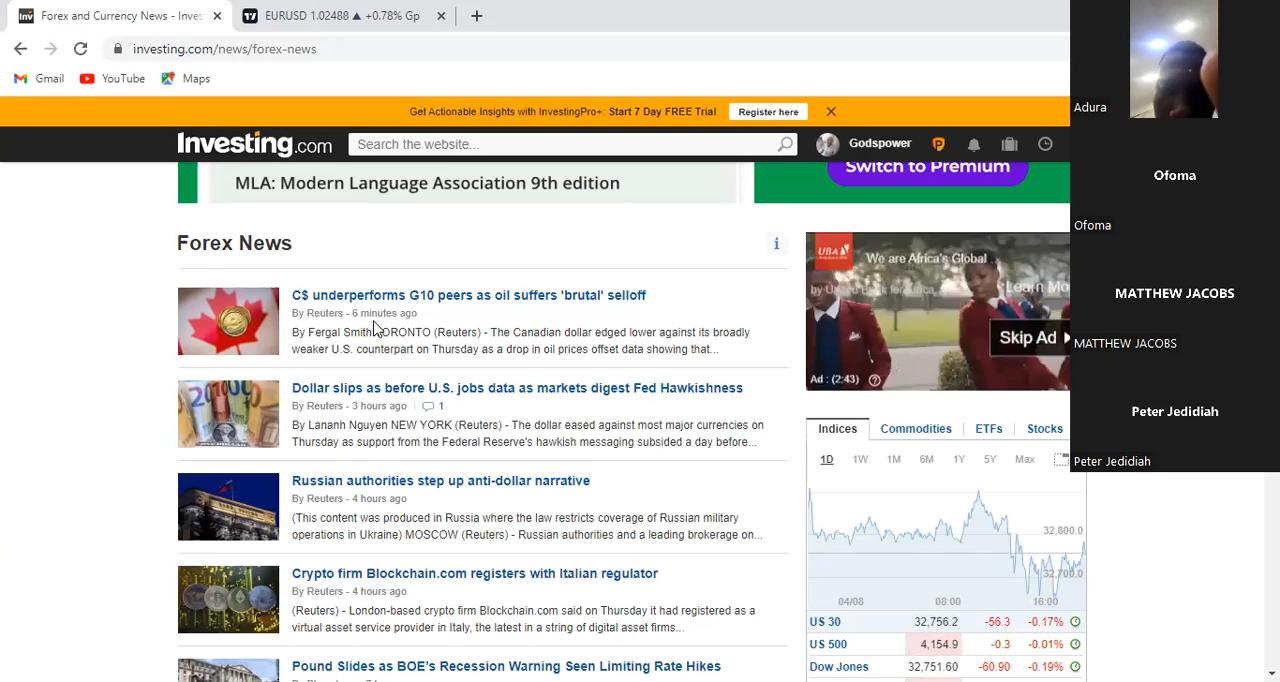 Forex and Currency News - Inves
EURUSD 1.02488 ▲ +0.78% Gp
investing.com/news/forex-news
Gmail
YouTube
Maps
Get Actionable Insights with InvestingPro+: Start 7 Day FREE Trial
Register here
Investing.com
Search the website...
Godspower
MLA: Modern Language Association 9th edition
Switch to Premium
Forex News
C$ underperforms G10 peers as oil suffers 'brutal' selloff
By Reuters - 6 minutes ago
By Fergal Smith TORONTO (Reuters) - The Canadian dollar edged lower against its broadly
weaker U.S. counterpart on Thursday as a drop in oil prices offset data showing that...
Dollar slips as before U.S. jobs data as markets digest Fed Hawkishness
By Reuters - 3 hours ago
1
By Lananh Nguyen NEW YORK (Reuters) - The dollar eased against most major currencies on
Thursday as support from the Federal Reserve's hawkish messaging subsided a day before...
Russian authorities step up anti-dollar narrative
By Reuters - 4 hours ago
(This content was produced in Russia where the law restricts coverage of Russian military
operations in Ukraine) MOSCOW (Reuters) - Russian authorities and a leading brokerage on...
Crypto firm Blockchain.com registers with Italian regulator
By Reuters - 4 hours ago
(Reuters) - London-based crypto firm Blockchain.com said on Thursday it had registered as a
virtual asset service provider in Italy, the latest in a string of digital asset firms...
Pound Slides as BOE's Recession Warning Seen Limiting Rate Hikes
UBA
We are Africa's Global ...
by United Bank for Africa
Learn Mo
Skip Ad
Ad : (2:43)
Indices
Commodities
ETFs
Stocks
1D
1W
1M
6M
1Y
5Y
Max
32,800.0
32,700.0
04/08
08:00
16:00
US 30 32,756.2 -56.3 -0.17%
US 500 4,154.9 -0.3 -0.01%
Dow Jones 32,751.60 -60.90 -0.19%
Adura
Ofoma
Ofoma
MATTHEW JACOBS
MATTHEW JACOBS
Peter Jedidiah
Peter Jedidiah